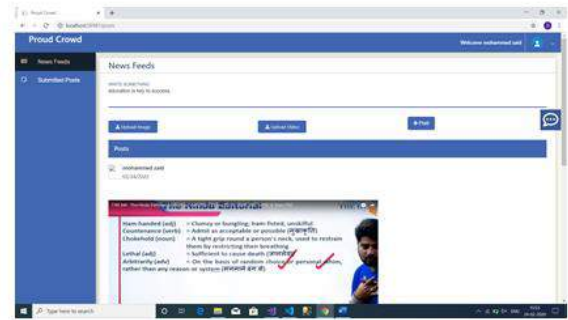 Proud Crowd
Welcome mohammed said
News Feeds
Submitted Posts
News Feeds
WRITE SOMETHING
education is key to success
Upload Image
Upload Video
Post
Posts
mohammed said
The Hindu Editorial
Ham-handed (adj) = Clumsy or bungling; ham-fisted, unskilful.
Countenance (verb) = Admit as acceptable or possible
Chokehold (noun) = A tight grip round a person's neck, used to restrain
them by restricting their breathing
Lethal (adj) = Sufficient to cause death (जानलेवा)
Arbitrarily (adv) = On the basis of random choice or personal whim,
rather than any reason or system (मनमाने ढंग से)
Type here to search